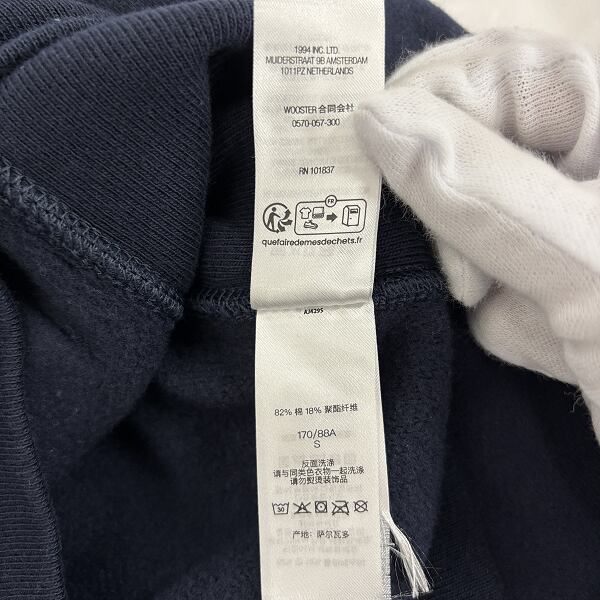 1994 INC. LTD.
MUIDERSTRAAT 9B AMSTERDAM
1011PZ NETHERLANDS
WOOSTER 合同会社
0570-057-300
RN 101837
FR
quefairedemesdechets.fr
AJ4295
82% 棉 18% 聚酯纤维
170/88A
S
反面洗涤
请与同类色衣物一起洗涤
请勿熨烫装饰品
30
产地: 萨尔瓦多